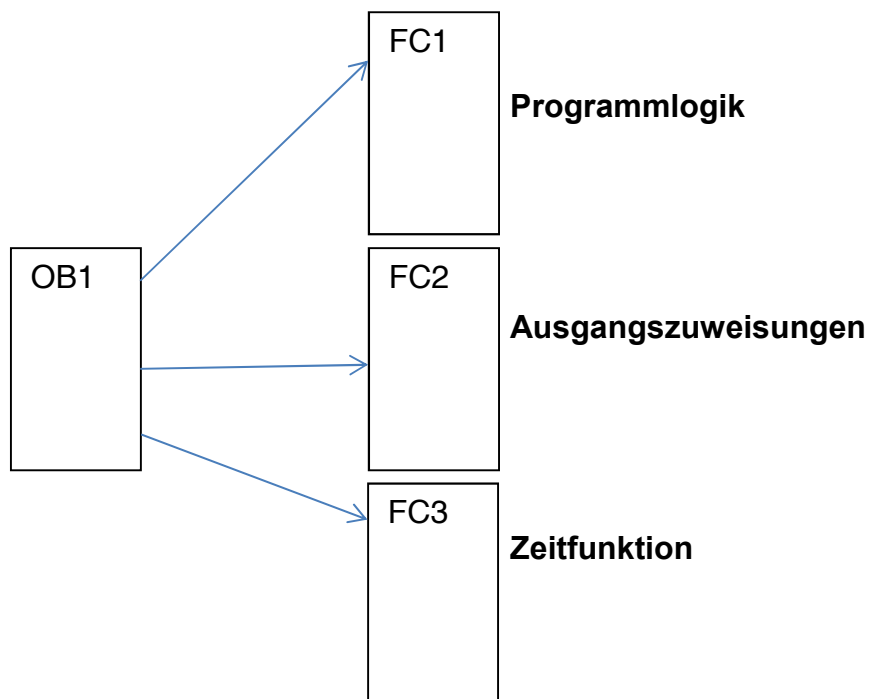 FC1
Programmlogik
OB1
FC2
Ausgangszuweisungen
FC3
Zeitfunktion